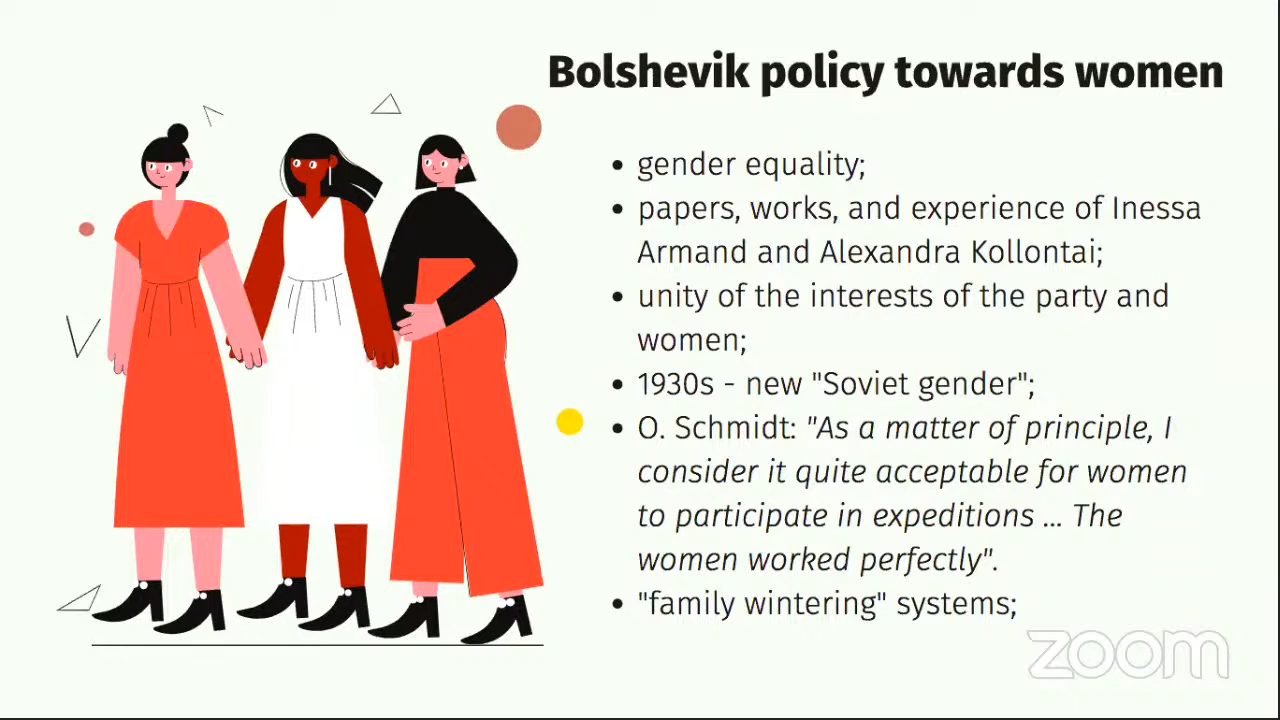 Bolshevik policy towards women
• gender equality;
• papers, works, and experience of Inessa
Armand and Alexandra Kollontai;
• unity of the interests of the party and
women;
• 1930s - new "Soviet gender";
• O. Schmidt: "As a matter of principle, I
consider it quite acceptable for women
to participate in expeditions ... The
women worked perfectly".
• "family wintering" systems;
zoom